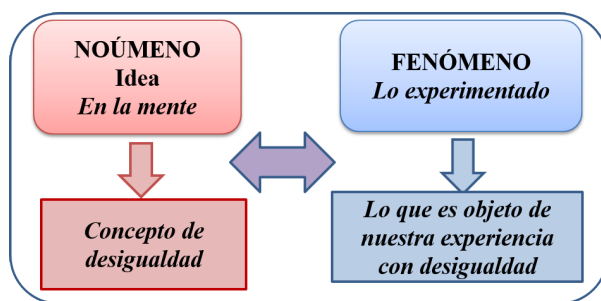 NOÚMENO
Idea
En la mente
FENÓMENO
Lo experimentado
Concepto de
desigualdad
Lo que es objeto de
nuestra experiencia
con desigualdad